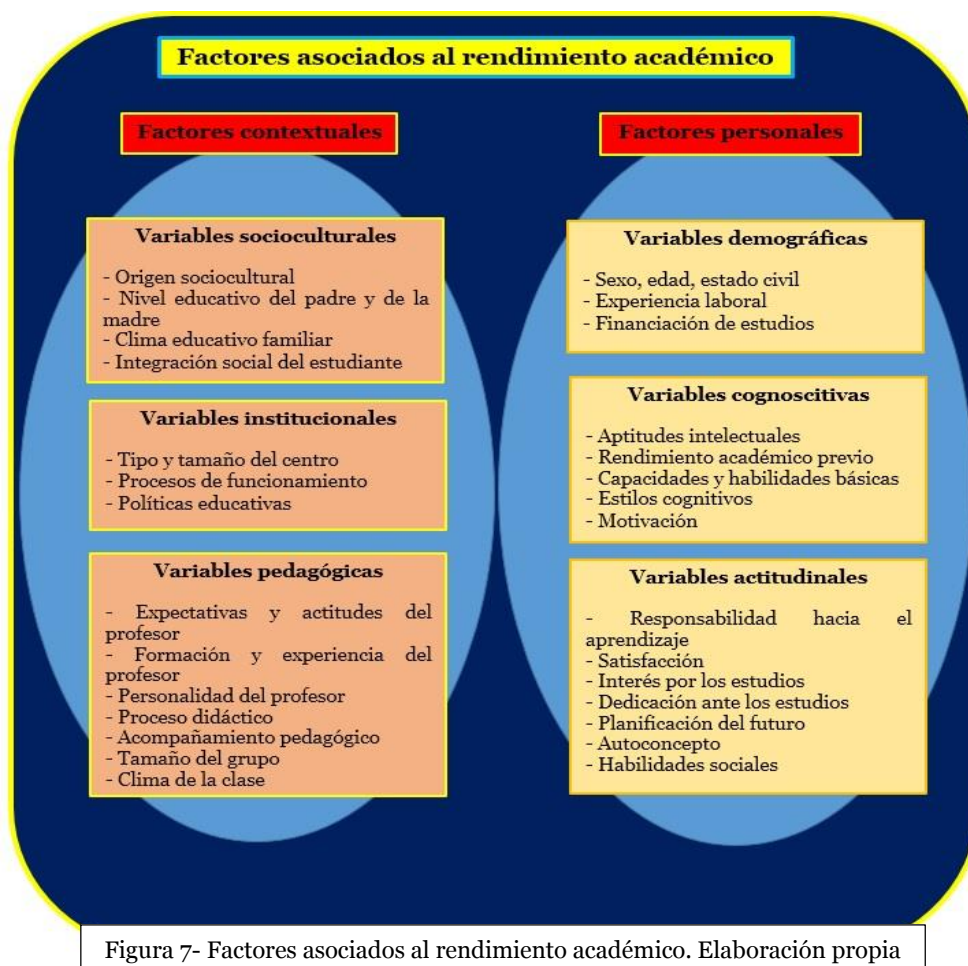 Factores asociados al rendimiento académico
Factores contextuales
Variables socioculturales
- Origen sociocultural
- Nivel educativo del padre y de la
madre
- Clima educativo familiar
- Integración social del estudiante
Variables institucionales
- Tipo y tamaño del centro
- Procesos de funcionamiento
- Políticas educativas
Variables pedagógicas
- Expectativas y actitudes del
profesor
- Formación y experiencia del
profesor
- Personalidad del profesor
- Proceso didáctico
- Acompañamiento pedagógico
- Tamaño del grupo
- Clima de la clase
Factores personales
Variables demográficas
- Sexo, edad, estado civil
- Experiencia laboral
- Financiación de estudios
Variables cognoscitivas
- Aptitudes intelectuales
- Rendimiento académico previo
- Capacidades y habilidades básicas
- Estilos cognitivos
- Motivación
Variables actitudinales
- Responsabilidad hacia el
aprendizaje
- Satisfacción
- Interés por los estudios
- Dedicación ante los estudios
- Planificación del futuro
- Autoconcepto
- Habilidades sociales
Figura 7- Factores asociados al rendimiento académico. Elaboración propia